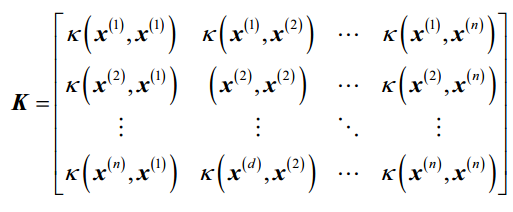 κ(x⁽¹⁾,x⁽¹⁾) κ(x⁽¹⁾,x⁽²⁾) ⋯ κ(x⁽¹⁾,x⁽ⁿ⁾)
K = κ(x⁽²⁾,x⁽¹⁾) (x⁽²⁾,x⁽²⁾) ⋯ κ(x⁽²⁾,x⁽ⁿ⁾)
⋮ ⋮ ⋱ ⋮
κ(x⁽ⁿ⁾,x⁽¹⁾) κ(x⁽ᵈ⁾,x⁽²⁾) ⋯ κ(x⁽ⁿ⁾,x⁽ⁿ⁾)